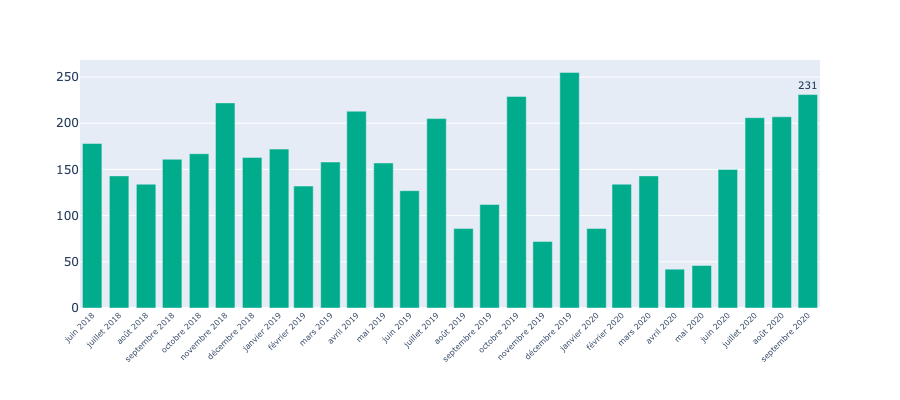 250
200
150
100
50
0
231
juin 2018
juillet 2018
août 2018
septembre 2018
octobre 2018
novembre 2018
décembre 2018
janvier 2019
février 2019
mars 2019
avril 2019
mai 2019
juin 2019
juillet 2019
août 2019
septembre 2019
octobre 2019
novembre 2019
décembre 2019
janvier 2020
février 2020
mars 2020
avril 2020
mai 2020
juin 2020
juillet 2020
août 2020
septembre 2020